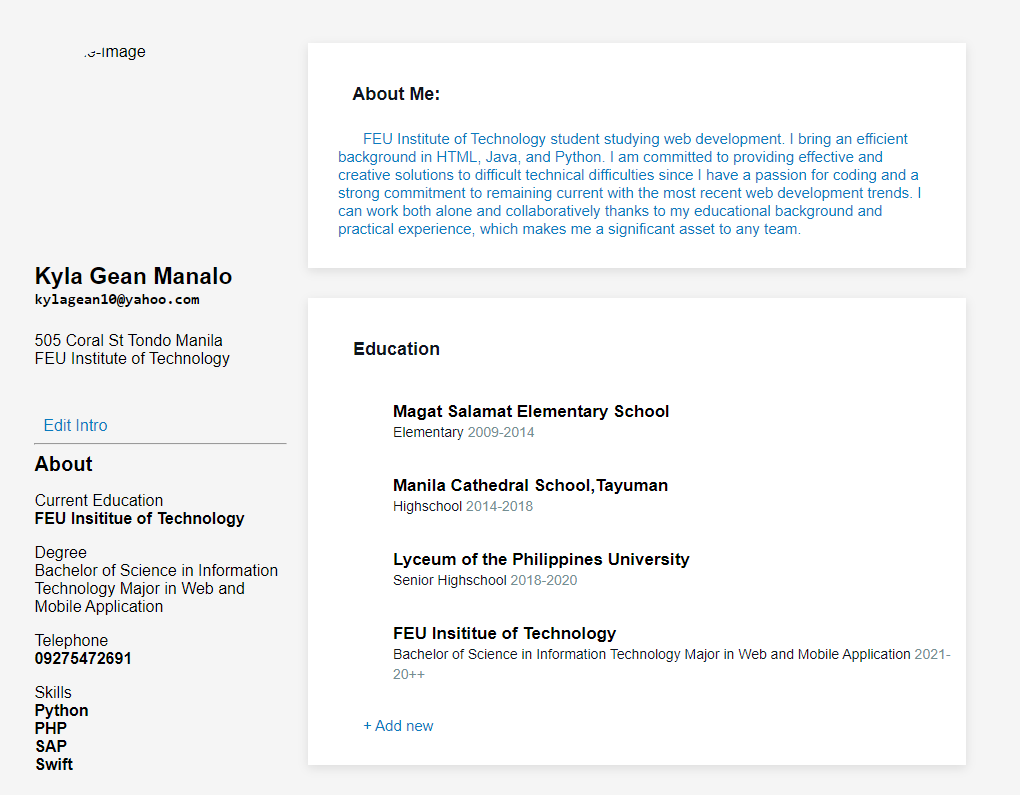 -image
Kyla Gean Manalo
kylagean10@yahoo.com
505 Coral St Tondo Manila
FEU Institute of Technology
Edit Intro
About
Current Education
FEU Insititue of Technology
Degree
Bachelor of Science in Information
Technology Major in Web and
Mobile Application
Telephone
09275472691
Skills
Python
PHP
SAP
Swift
About Me:
FEU Institute of Technology student studying web development. I bring an efficient
background in HTML, Java, and Python. I am committed to providing effective and
creative solutions to difficult technical difficulties since I have a passion for coding and a
strong commitment to remaining current with the most recent web development trends. I
can work both alone and collaboratively thanks to my educational background and
practical experience, which makes me a significant asset to any team.
Education
Magat Salamat Elementary School
Elementary 2009-2014
Manila Cathedral School,Tayuman
Highschool 2014-2018
Lyceum of the Philippines University
Senior Highschool 2018-2020
FEU Insititue of Technology
Bachelor of Science in Information Technology Major in Web and Mobile Application 2021-
20++
+ Add new